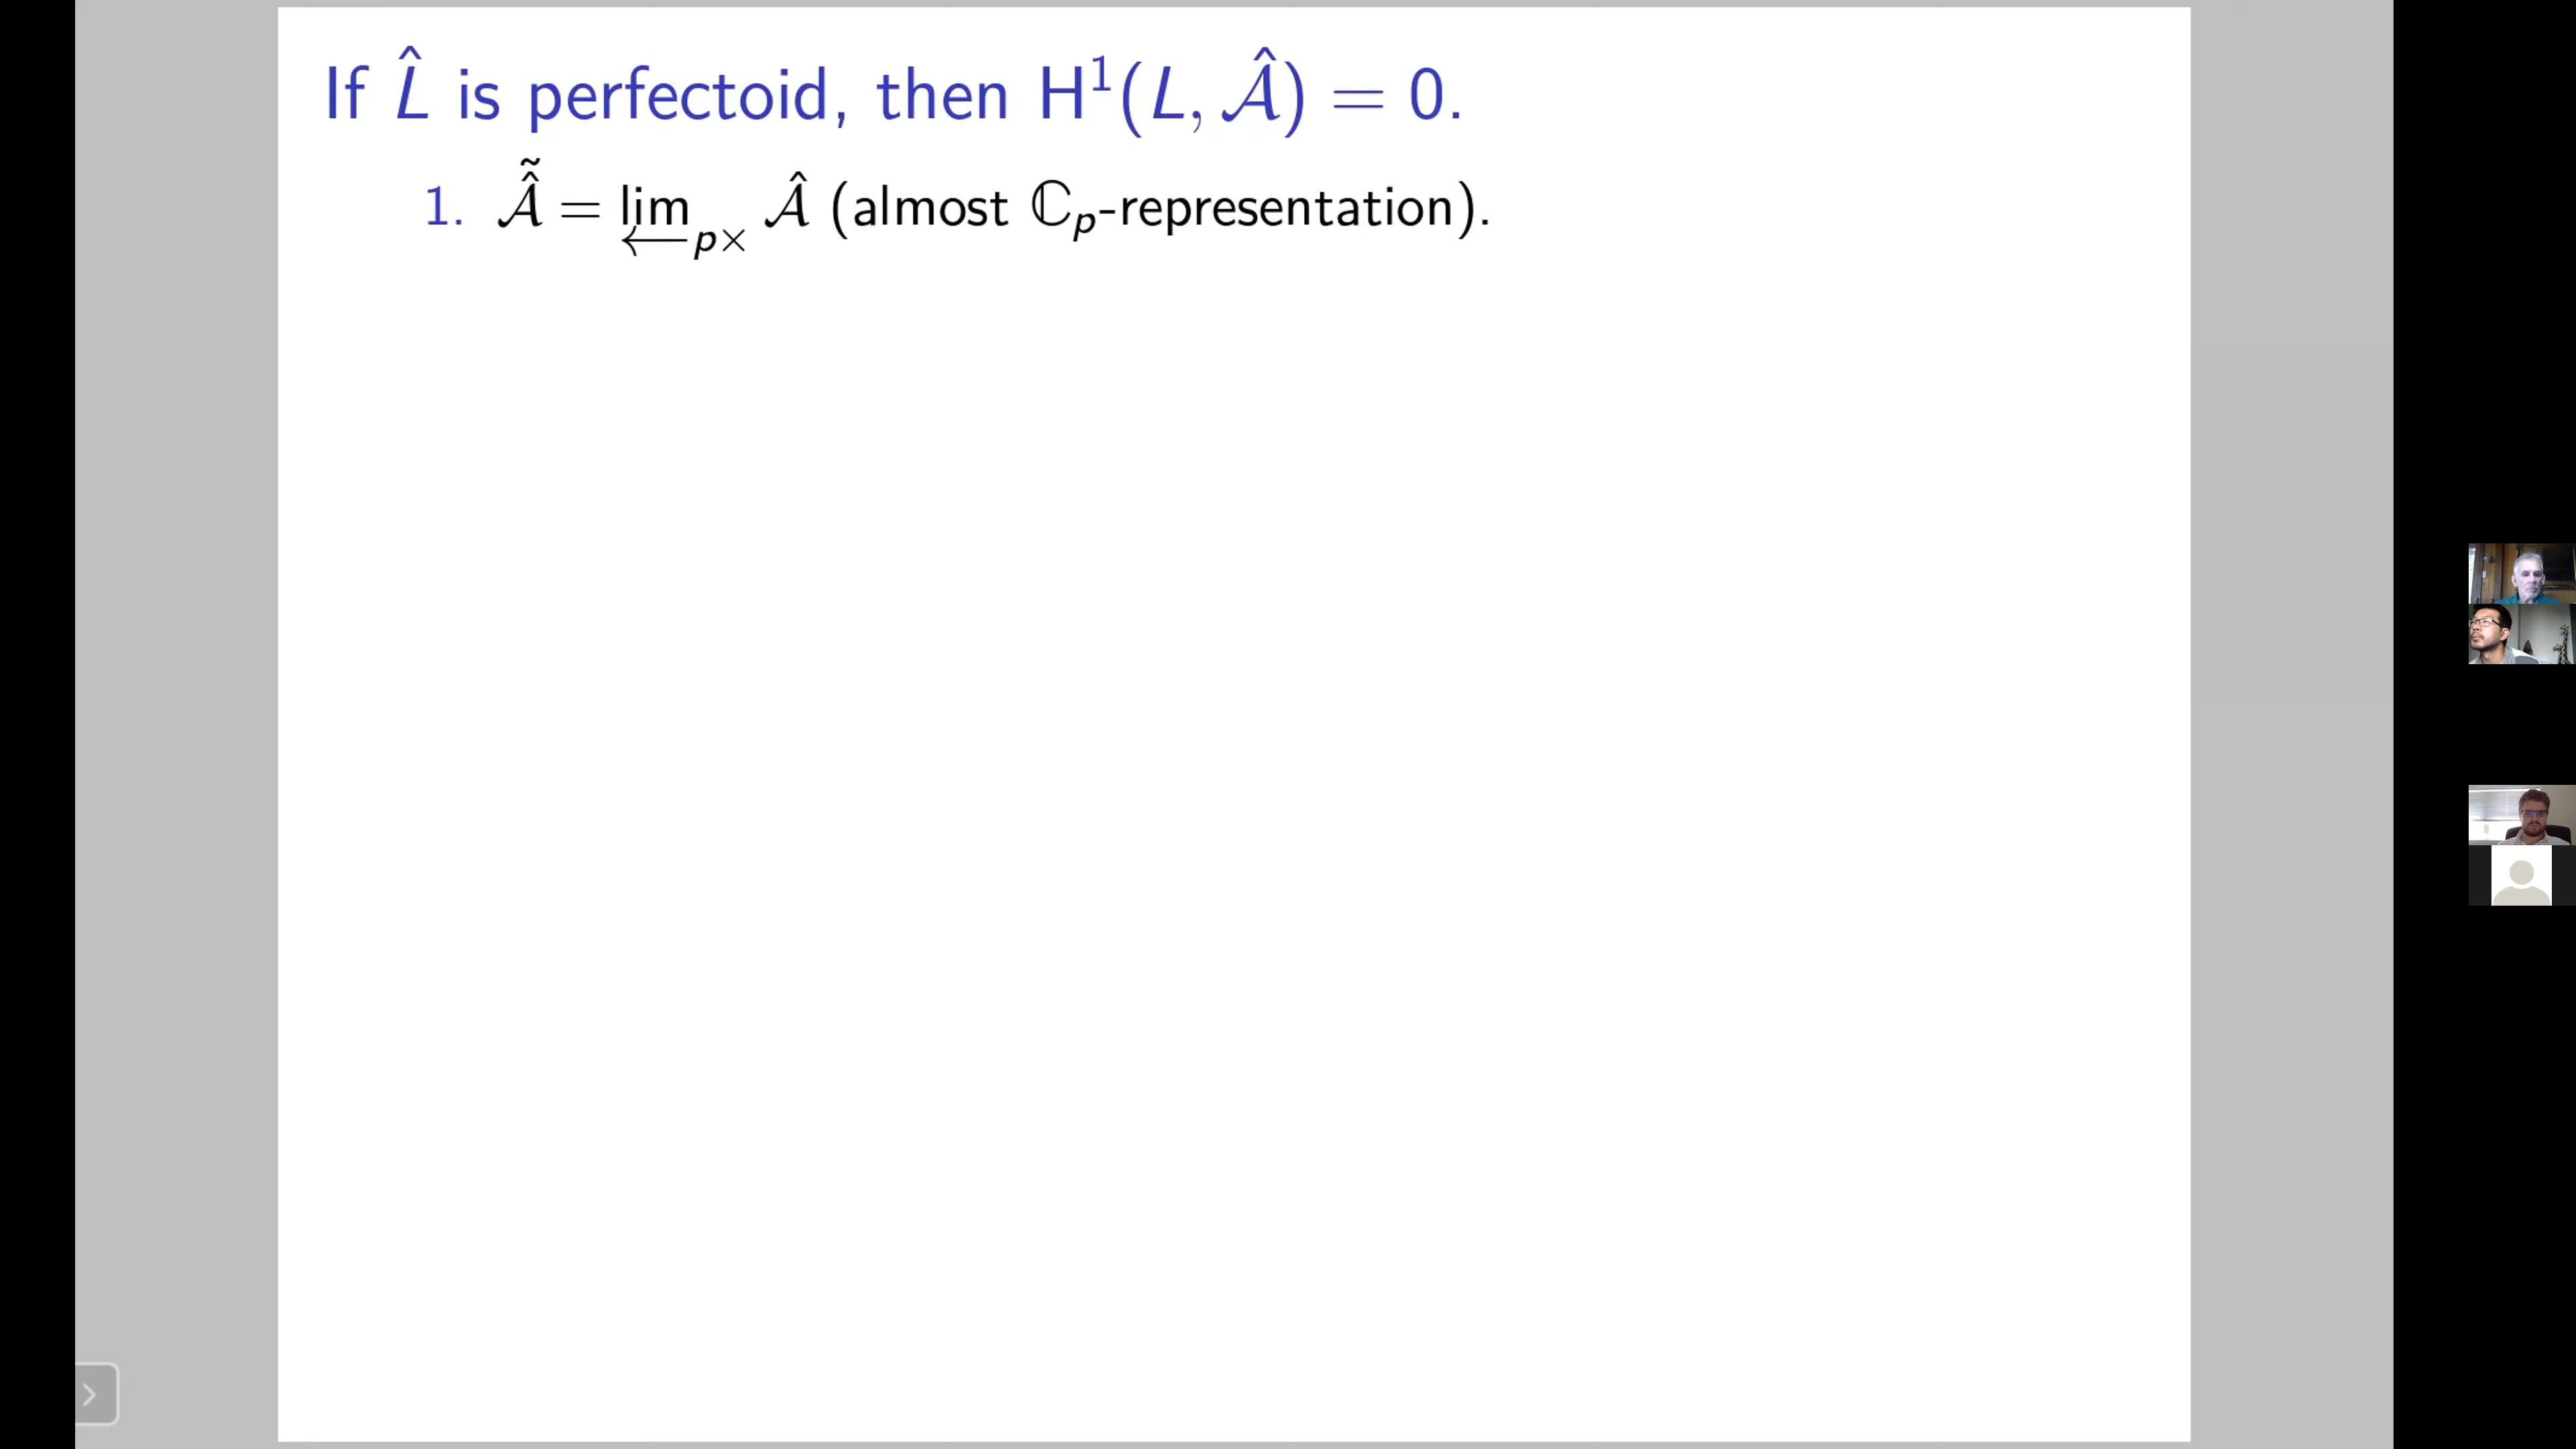 If L̂ is perfectoid, then H¹(L, 𝒜̂) = 0.
1. 𝒜̂̃ = lim←_{p×} 𝒜̂ (almost ℂ_p-representation).